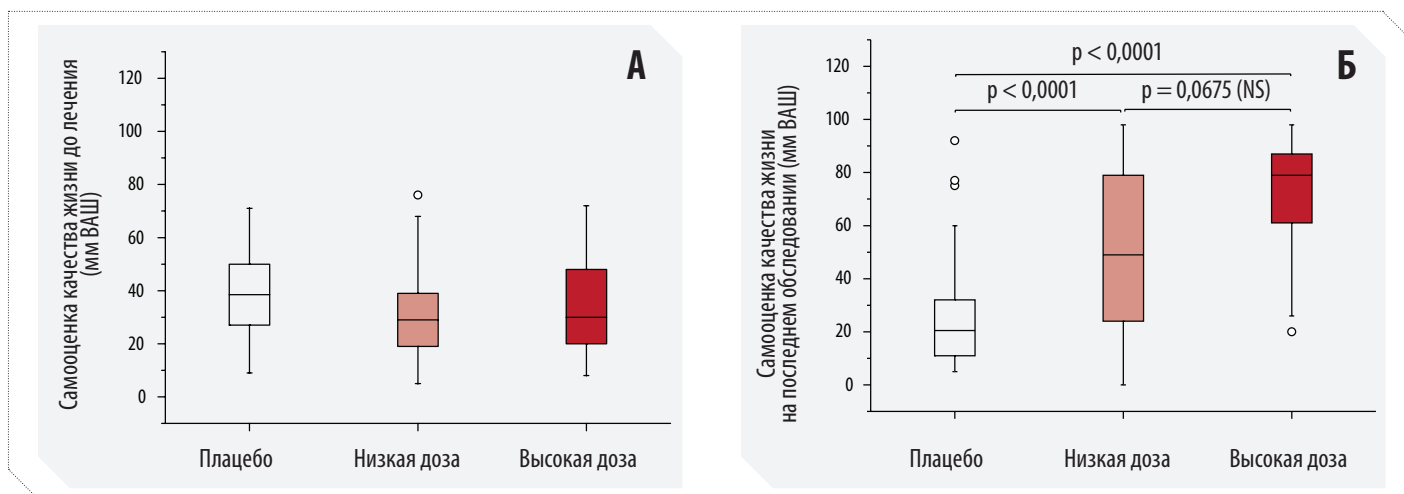 А
Самооценка качества жизни до лечения
(мм ВАШ)
120
100
80
60
40
20
0
Плацебо
Низкая доза
Высокая доза
Б
Самооценка качества жизни
на последнем обследовании (мм ВАШ)
120
100
80
60
40
20
0
p < 0,0001
p < 0,0001
p = 0,0675 (NS)
Плацебо
Низкая доза
Высокая доза